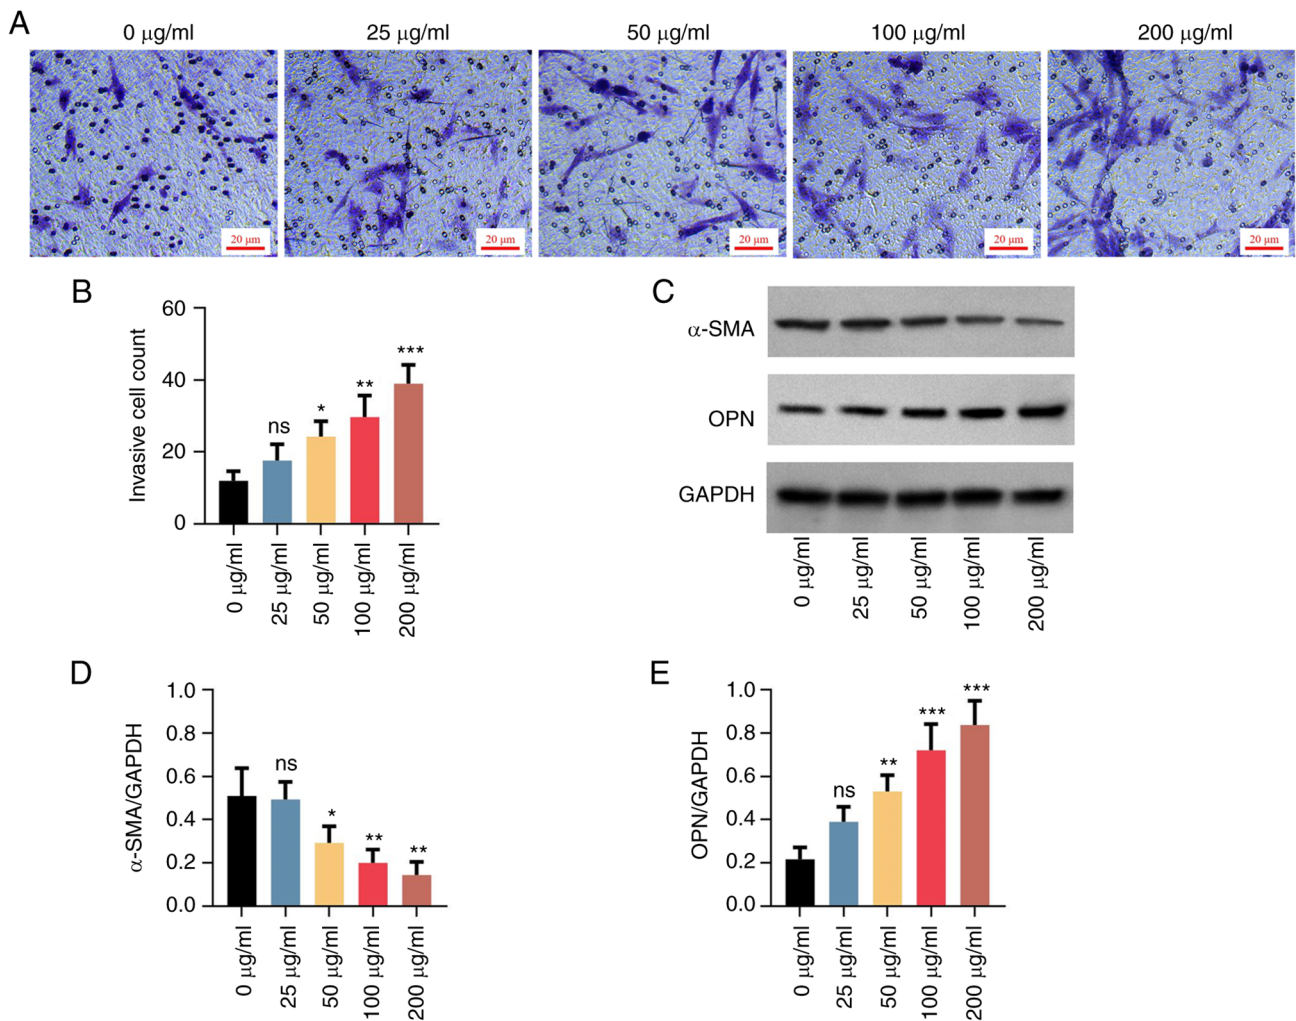 A
0 μg/ml 25 μg/ml 50 μg/ml 100 μg/ml 200 μg/ml
20 μm 20 μm 20 μm 20 μm 20 μm
B
Invasive cell count
60
40
20
0
ns * ** ***
0 μg/ml 25 μg/ml 50 μg/ml 100 μg/ml 200 μg/ml
C
α-SMA
OPN
GAPDH
0 μg/ml 25 μg/ml 50 μg/ml 100 μg/ml 200 μg/ml
D
α-SMA/GAPDH
1.0
0.8
0.6
0.4
0.2
0.0
ns * ** **
0 μg/ml 25 μg/ml 50 μg/ml 100 μg/ml 200 μg/ml
E
OPN/GAPDH
1.0
0.8
0.6
0.4
0.2
0.0
ns ** *** ***
0 μg/ml 25 μg/ml 50 μg/ml 100 μg/ml 200 μg/ml